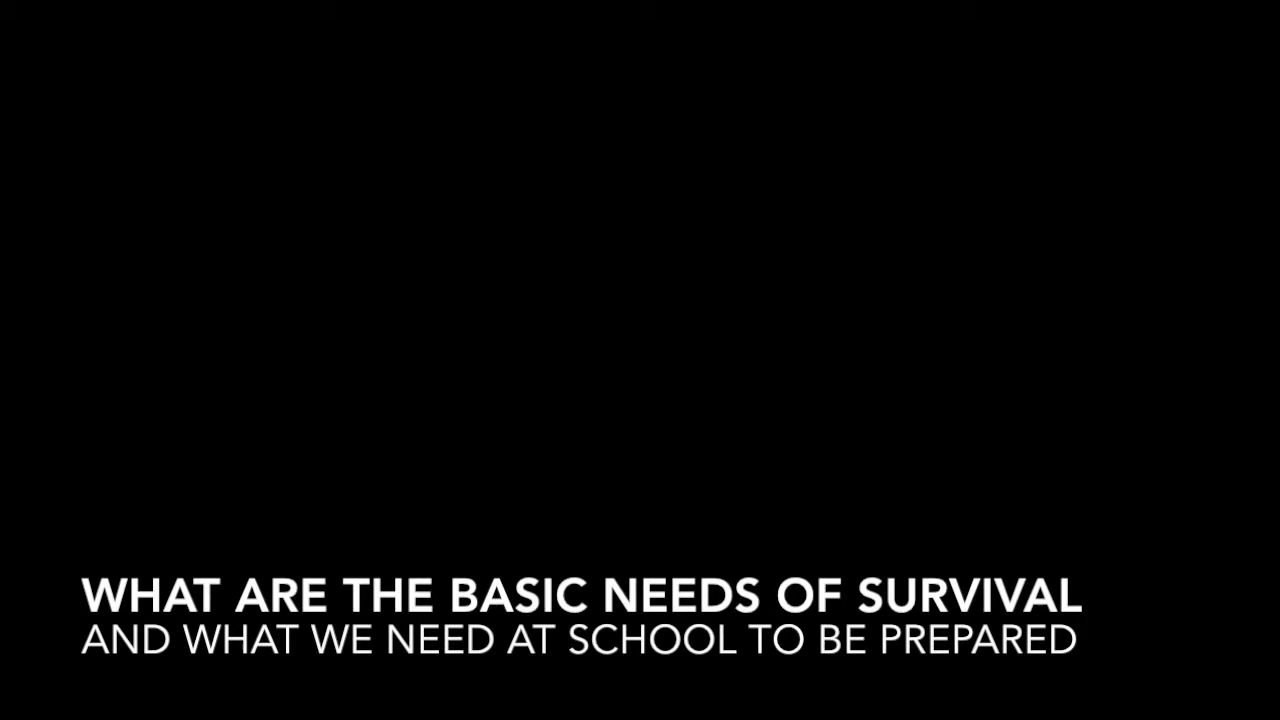 WHAT ARE THE BASIC NEEDS OF SURVIVAL
AND WHAT WE NEED AT SCHOOL TO BE PREPARED